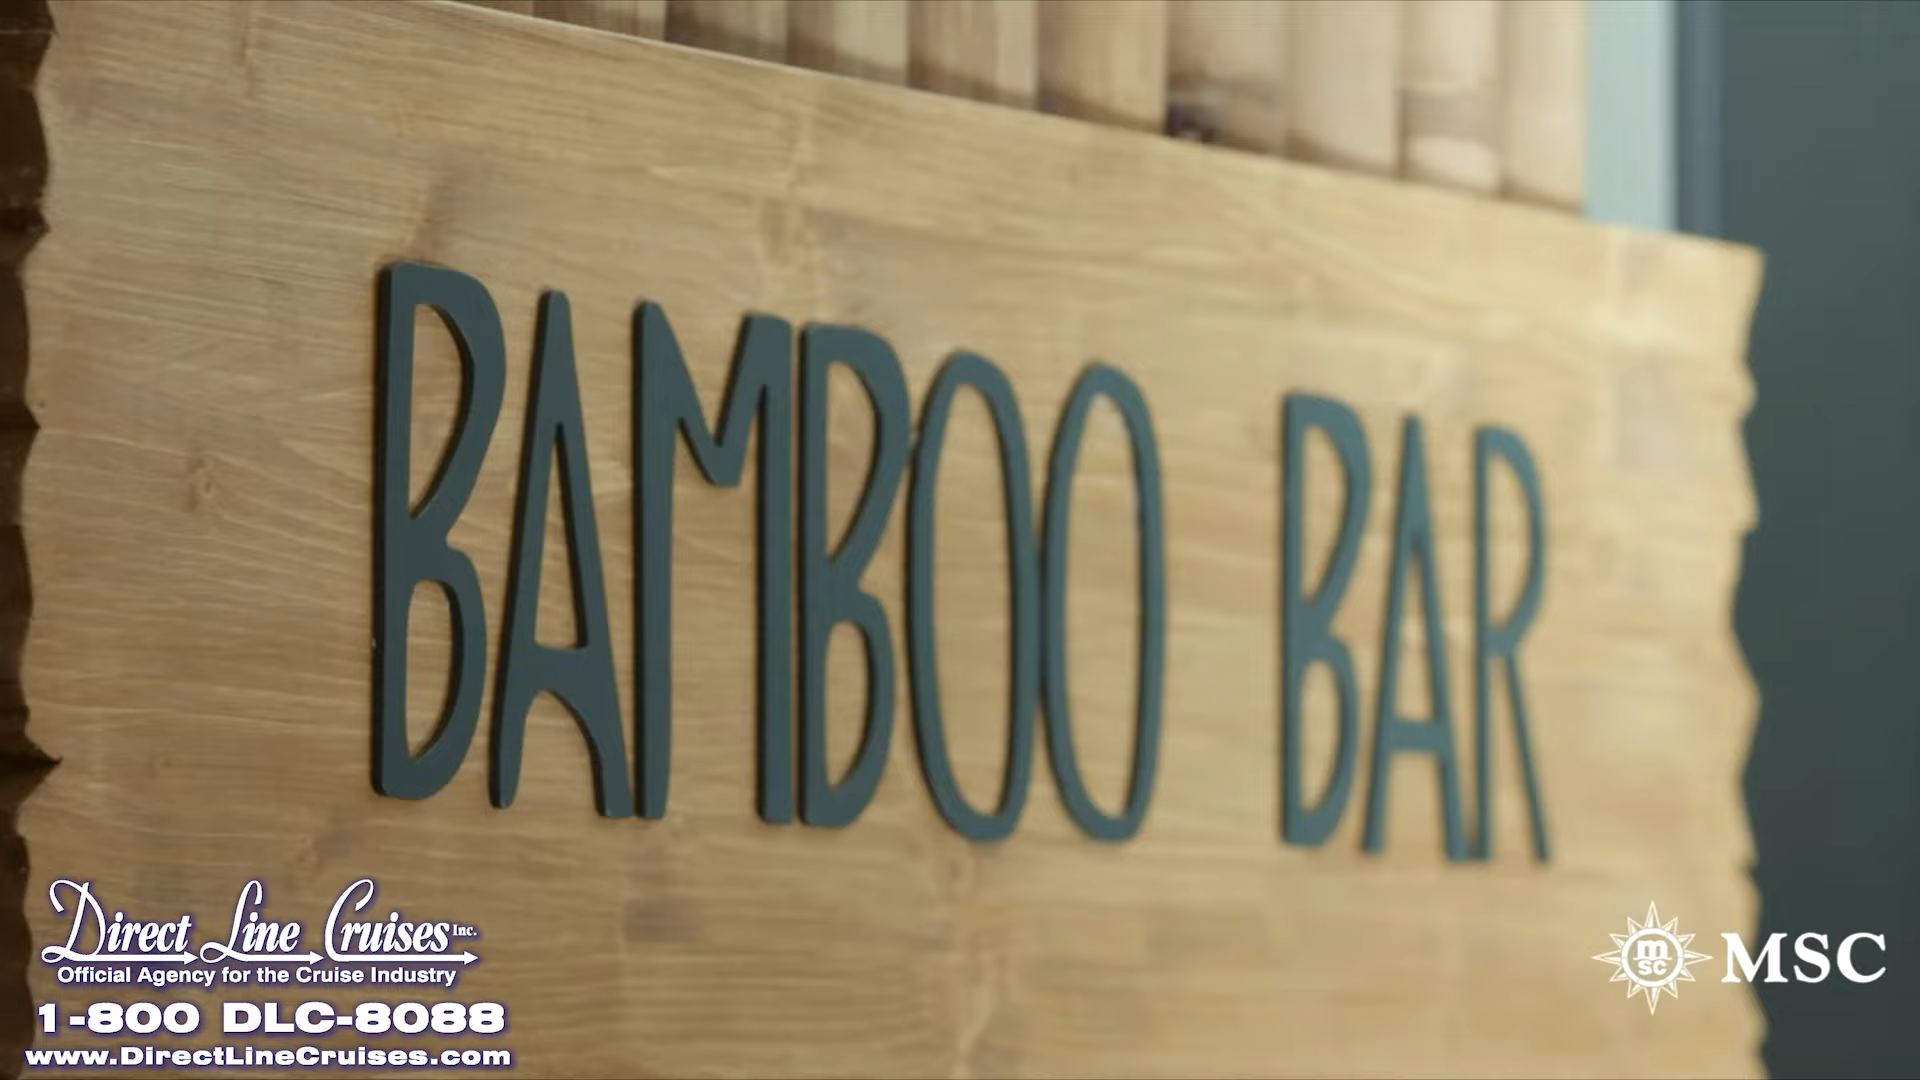 BAMBOO BAR
Direct Line Cruises Inc.
Official Agency for the Cruise Industry
1-800 DLC-8088
www.DirectLineCruises.com
m
sc
MSC